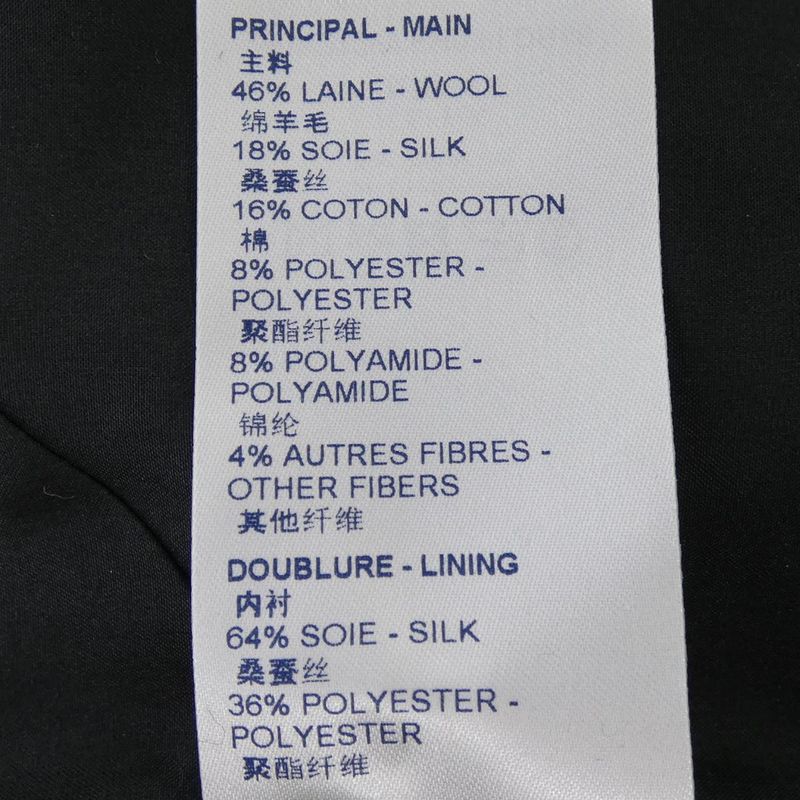 PRINCIPAL - MAIN
主料
46% LAINE - WOOL
绵羊毛
18% SOIE - SILK
桑蚕丝
16% COTON - COTTON
棉
8% POLYESTER -
POLYESTER
聚酯纤维
8% POLYAMIDE -
POLYAMIDE
锦纶
4% AUTRES FIBRES -
OTHER FIBERS
其他纤维
DOUBLURE - LINING
内衬
64% SOIE - SILK
桑蚕丝
36% POLYESTER -
POLYESTER
聚酯纤维